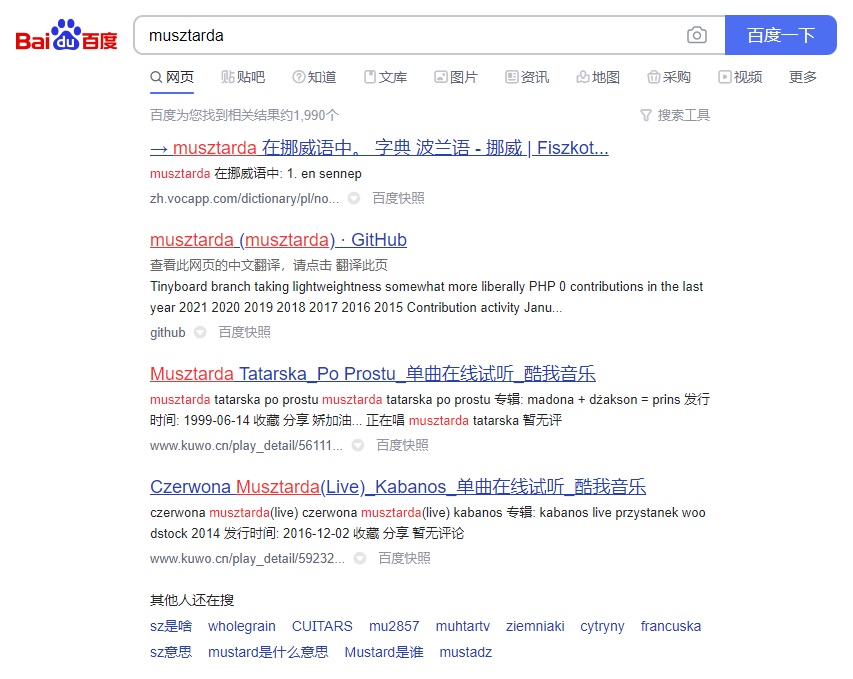 Bai du 百度 musztarda 百度一下
网页 贴吧 知道 文库 图片 资讯 地图 采购 视频 更多
百度为您找到相关结果约1,990个 搜索工具
→ musztarda 在挪威语中。 字典 波兰语 - 挪威 | Fiszkot...
musztarda 在挪威语中: 1. en sennep
zh.vocapp.com/dictionary/pl/no... 百度快照
musztarda (musztarda) · GitHub
查看此网页的中文翻译，请点击 翻译此页
Tinyboard branch taking lightweightness somewhat more liberally PHP 0 contributions in the last
year 2021 2020 2019 2018 2017 2016 2015 Contribution activity Janu...
github 百度快照
Musztarda Tatarska_Po Prostu_单曲在线试听_酷我音乐
musztarda tatarska po prostu musztarda tatarska po prostu 专辑: madona + dżakson = prins 发行
时间: 1999-06-14 收藏 分享 娇加油... 正在唱 musztarda tatarska 暂无评
www.kuwo.cn/play_detail/56111... 百度快照
Czerwona Musztarda(Live)_Kabanos_单曲在线试听_酷我音乐
czerwona musztarda(live) czerwona musztarda(live) kabanos 专辑: kabanos live przystanek woo
dstock 2014 发行时间: 2016-12-02 收藏 分享 暂无评论
www.kuwo.cn/play_detail/59232... 百度快照
其他人还在搜
sz是啥 wholegrain CUITARS mu2857 muhtartv ziemniaki cytryny francuska
sz意思 mustard是什么意思 Mustard是谁 mustadz